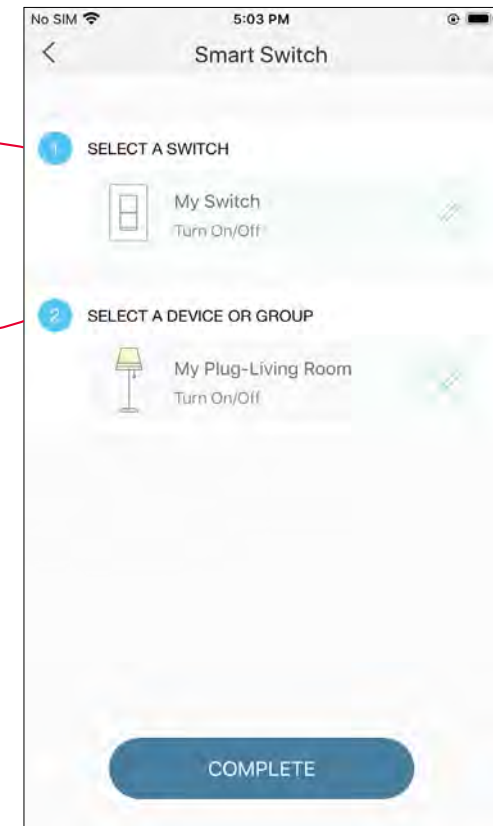 No SIM 5:03 PM
Smart Switch
1 SELECT A SWITCH
My Switch
Turn On/Off
2 SELECT A DEVICE OR GROUP
My Plug-Living Room
Turn On/Off
COMPLETE